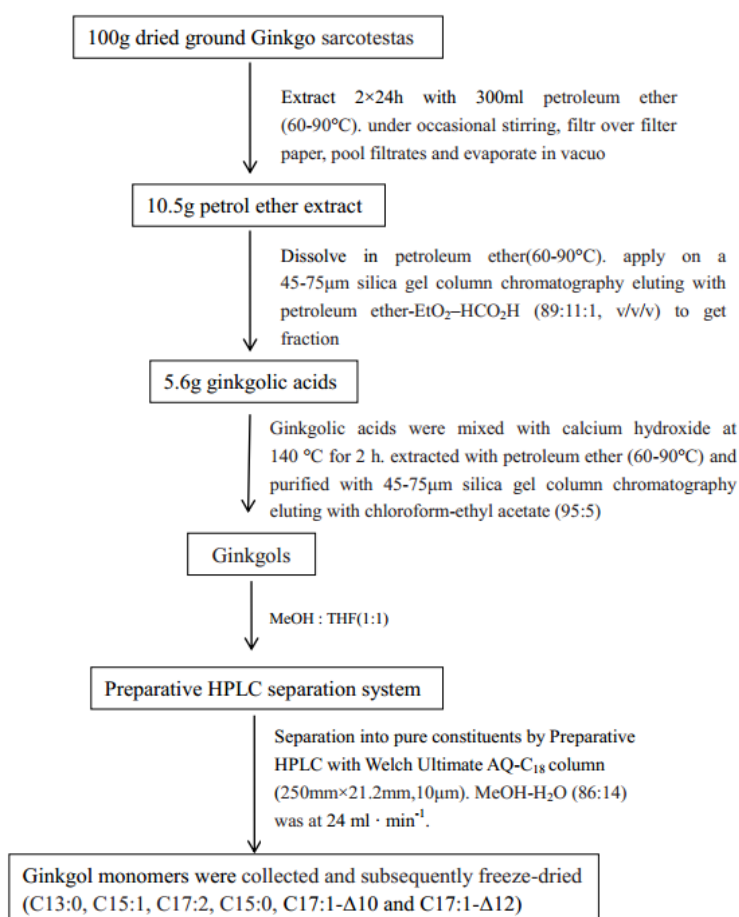 100g dried ground Ginkgo sarcotestas
Extract 2×24h with 300ml petroleum ether
(60-90°C). under occasional stirring, filtr over filter
paper, pool filtrates and evaporate in vacuo
10.5g petrol ether extract
Dissolve in petroleum ether(60-90°C). apply on a
45-75μm silica gel column chromatography eluting with
petroleum ether-EtO₂–HCO₂H (89:11:1, v/v/v) to get
fraction
5.6g ginkgolic acids
Ginkgolic acids were mixed with calcium hydroxide at
140 °C for 2 h. extracted with petroleum ether (60-90°C) and
purified with 45-75μm silica gel column chromatography
eluting with chloroform-ethyl acetate (95:5)
Ginkgols
MeOH : THF(1:1)
Preparative HPLC separation system
Separation into pure constituents by Preparative
HPLC with Welch Ultimate AQ-C₁₈ column
(250mm×21.2mm,10μm). MeOH-H₂O (86:14)
was at 24 ml · min⁻¹.
Ginkgol monomers were collected and subsequently freeze-dried
(C13:0, C15:1, C17:2, C15:0, C17:1-Δ10 and C17:1-Δ12)